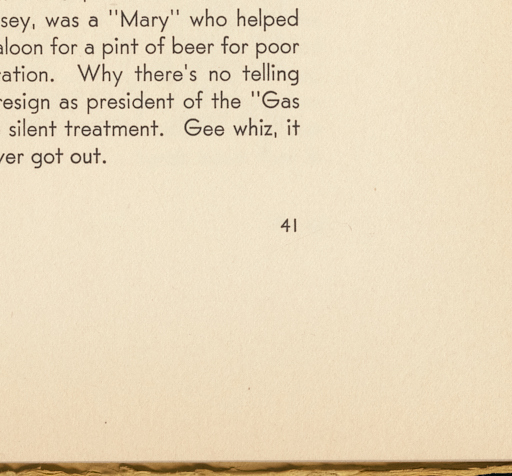 sey, was a "Mary" who helped
aloon for a pint of beer for poor
ation. Why there's no telling
resign as president of the "Gas
silent treatment. Gee whiz, it
ver got out.
41